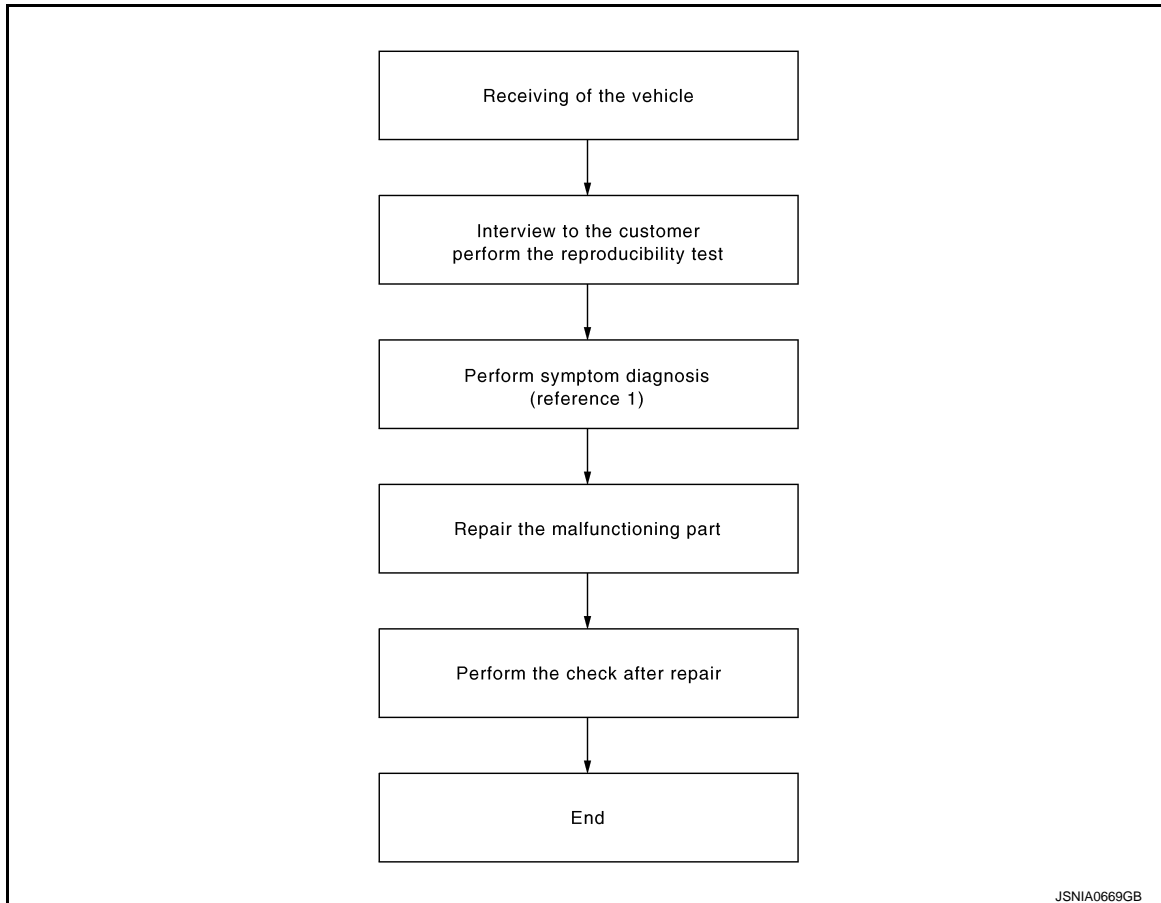 Receiving of the vehicle
Interview to the customer
perform the reproducibility test
Perform symptom diagnosis
(reference 1)
Repair the malfunctioning part
Perform the check after repair
End
JSNIA0669GB